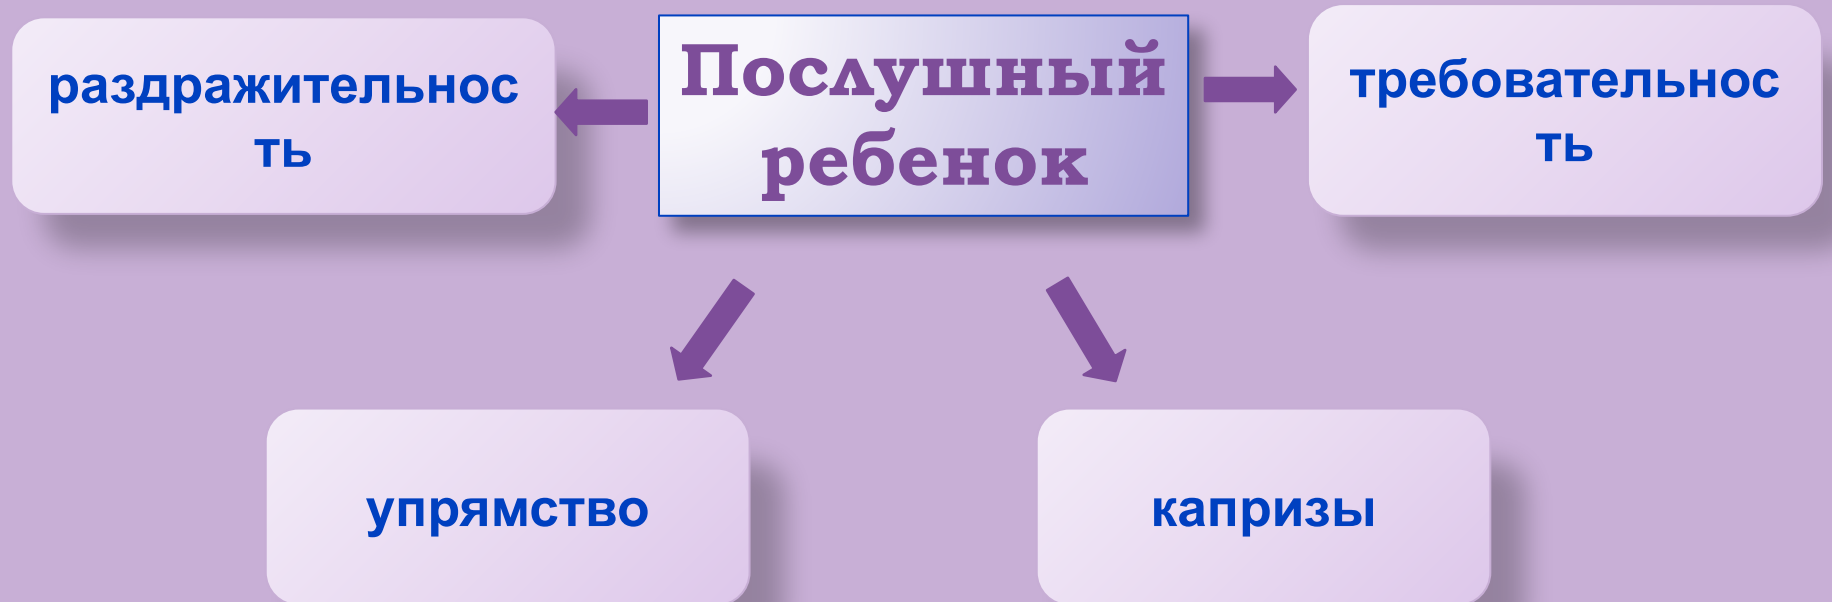 раздражительнос
ть
Послушный
ребенок
требовательнос
ть
упрямство
капризы